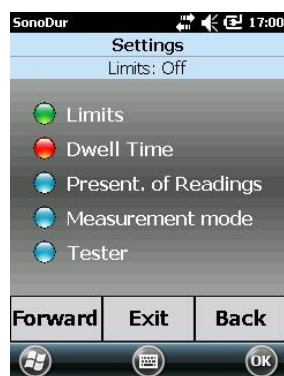 SonoDur 17:00
Settings
Limits: Off
Limits
Dwell Time
Present. of Readings
Measurement mode
Tester
Forward Exit Back
OK